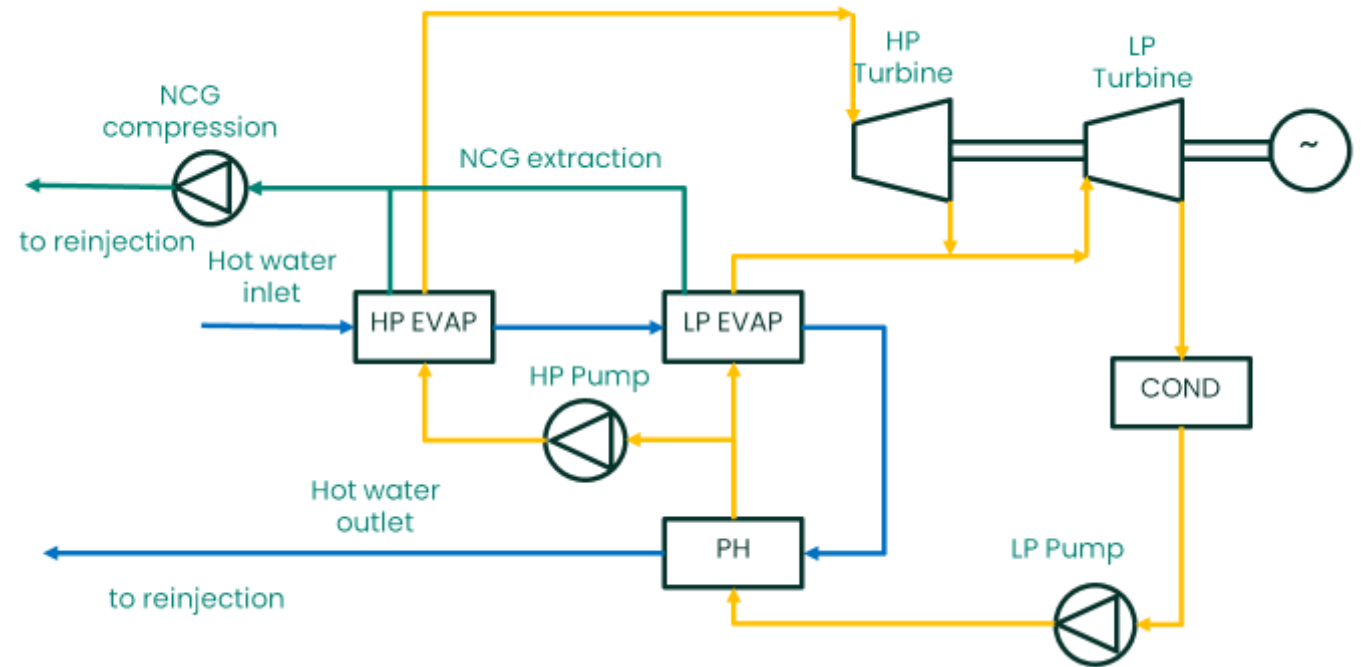 HP
Turbine
LP
Turbine
NCG
compression
~
NCG extraction
to reinjection
Hot water
inlet
HP EVAP
LP EVAP
HP Pump
COND
Hot water
outlet
PH
LP Pump
to reinjection